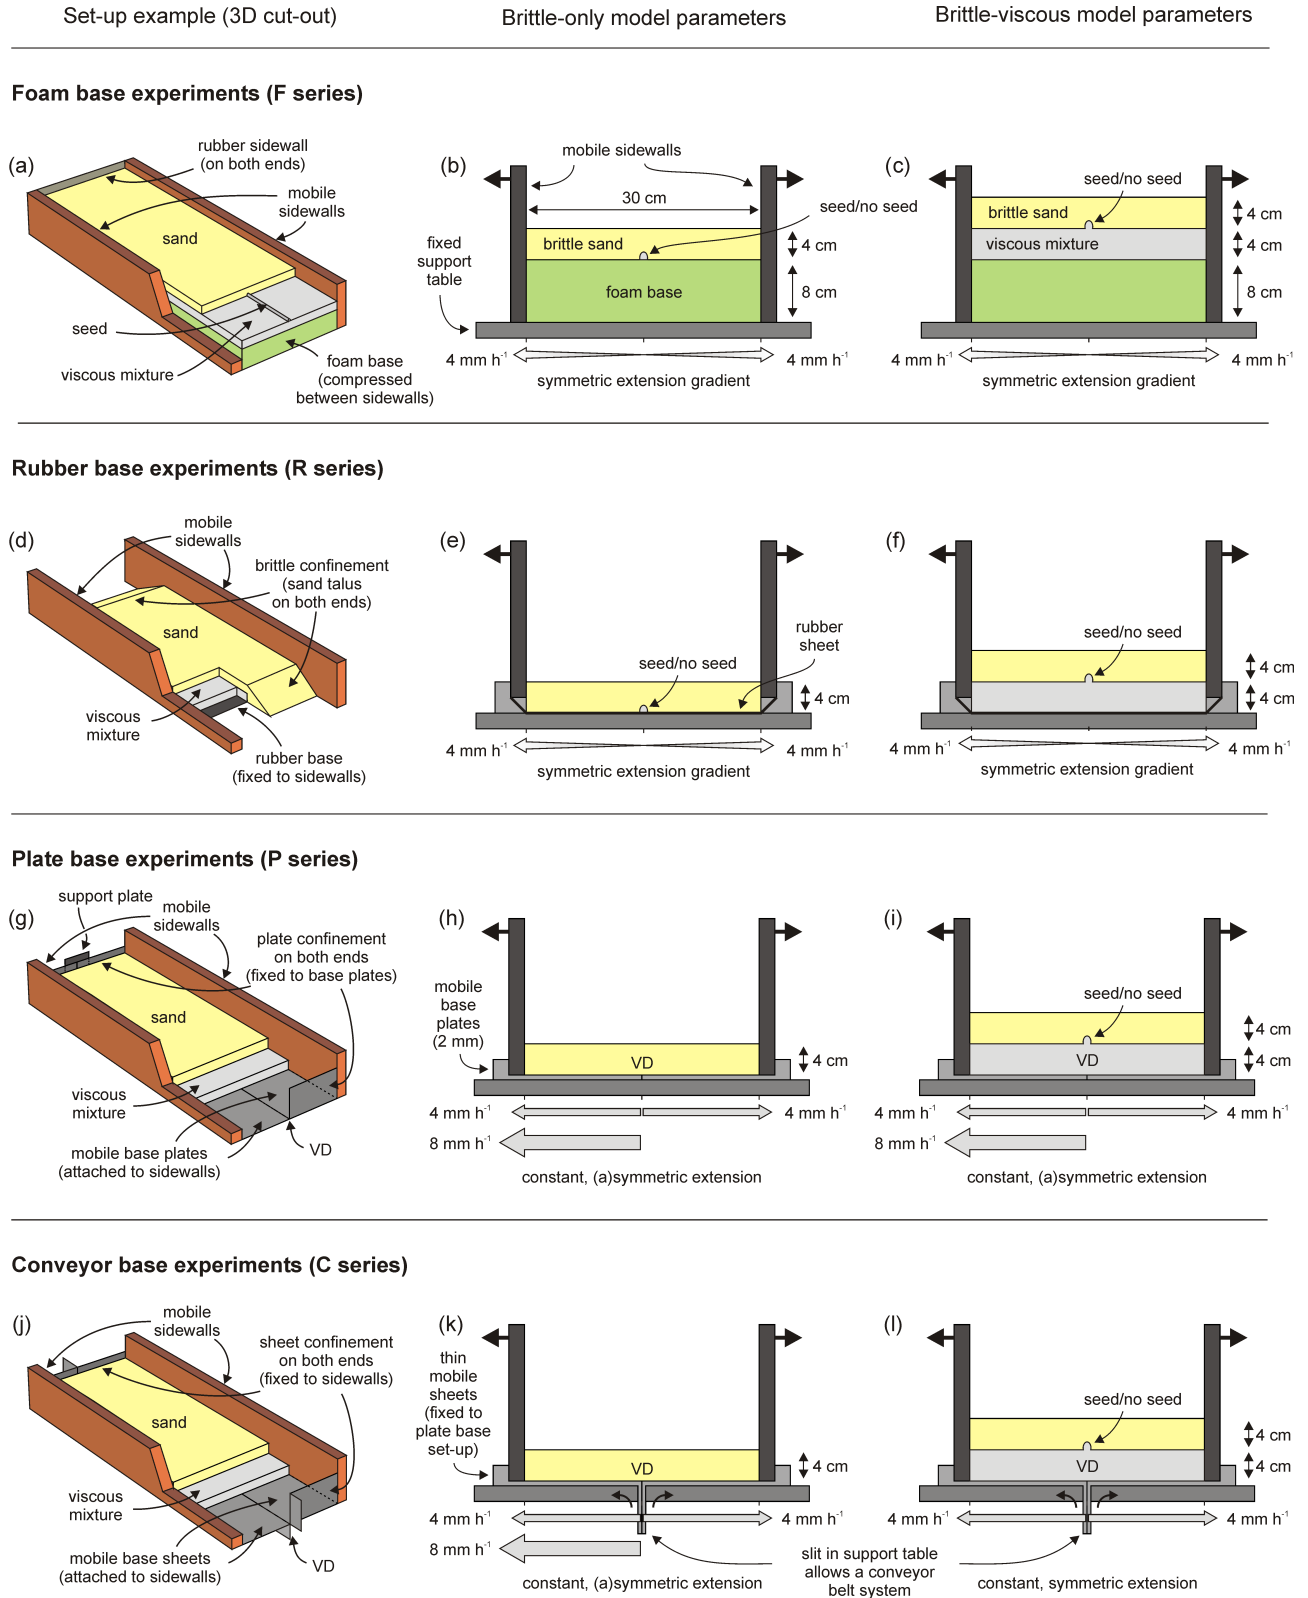 Set-up example (3D cut-out)
Brittle-only model parameters
Brittle-viscous model parameters
Foam base experiments (F series)
(a)
rubber sidewall
(on both ends)
mobile
sidewalls
sand
seed
viscous mixture
foam base
(compressed
between sidewalls)
(b)
mobile sidewalls
30 cm
seed/no seed
brittle sand
4 cm
fixed
support
table
foam base
8 cm
4 mm h-1
4 mm h-1
symmetric extension gradient
(c)
seed/no seed
brittle sand
4 cm
viscous mixture
4 cm
8 cm
4 mm h-1
4 mm h-1
symmetric extension gradient
Rubber base experiments (R series)
(d)
mobile
sidewalls
brittle confinement
(sand talus
on both ends)
sand
viscous
mixture
rubber base
(fixed to sidewalls)
(e)
rubber
sheet
seed/no seed
4 cm
4 mm h-1
4 mm h-1
symmetric extension gradient
(f)
seed/no seed
4 cm
4 cm
4 mm h-1
4 mm h-1
symmetric extension gradient
Plate base experiments (P series)
(g)
support plate
mobile
sidewalls
plate confinement
on both ends
(fixed to base plates)
sand
viscous
mixture
mobile base plates
(attached to sidewalls)
VD
(h)
mobile
base
plates
(2 mm)
VD
4 cm
4 mm h-1
4 mm h-1
8 mm h-1
constant, (a)symmetric extension
(i)
seed/no seed
4 cm
VD
4 cm
4 mm h-1
4 mm h-1
8 mm h-1
constant, (a)symmetric extension
Conveyor base experiments (C series)
(j)
mobile
sidewalls
sheet confinement
on both ends
(fixed to sidewalls)
sand
viscous
mixture
mobile base sheets
(attached to sidewalls)
VD
(k)
thin
mobile
sheets
(fixed to
plate base
set-up)
VD
4 cm
4 mm h-1
4 mm h-1
8 mm h-1
constant, (a)symmetric extension
slit in support table
allows a conveyor
belt system
(l)
seed/no seed
4 cm
VD
4 cm
4 mm h-1
4 mm h-1
constant, symmetric extension